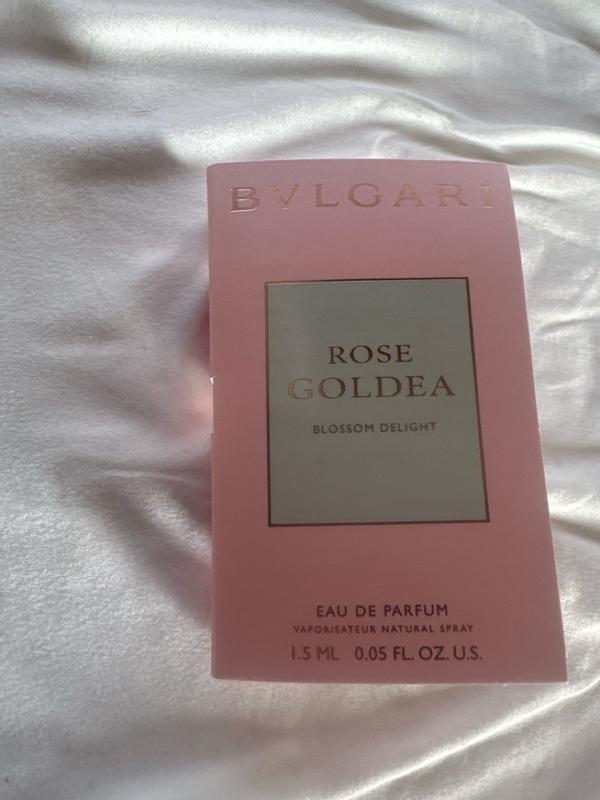 BVLGARI
ROSE
GOLDEA
BLOSSOM DELIGHT
EAU DE PARFUM
VAPORISATEUR NATURAL SPRAY
1.5 ML 0.05 FL. OZ. U.S.